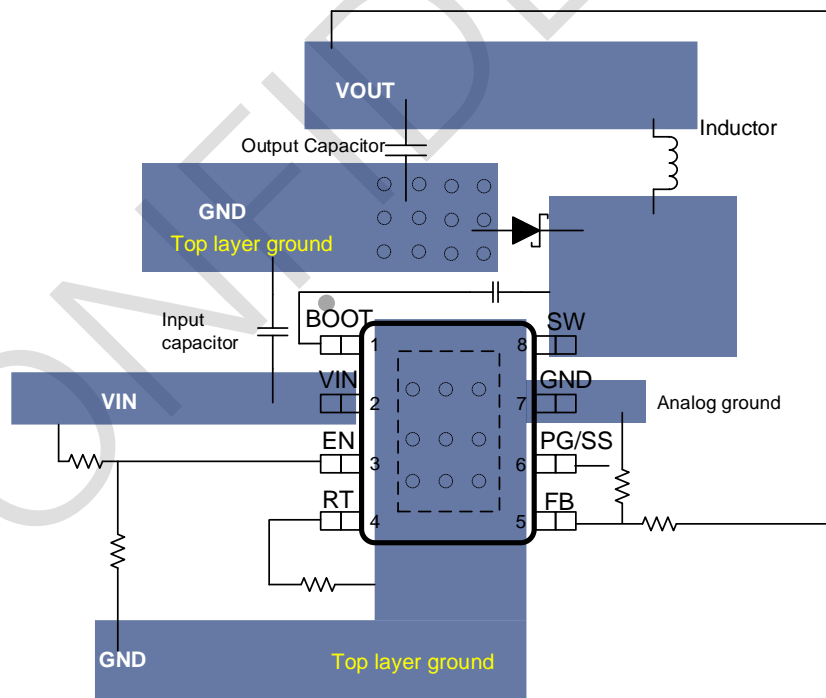 VOUT
Output Capacitor
Inductor
GND
Top layer ground
Input
capacitor
BOOT
SW
1
8
VIN
VIN
GND
2
7
Analog ground
EN
PG/SS
3
6
RT
FB
4
5
GND
Top layer ground